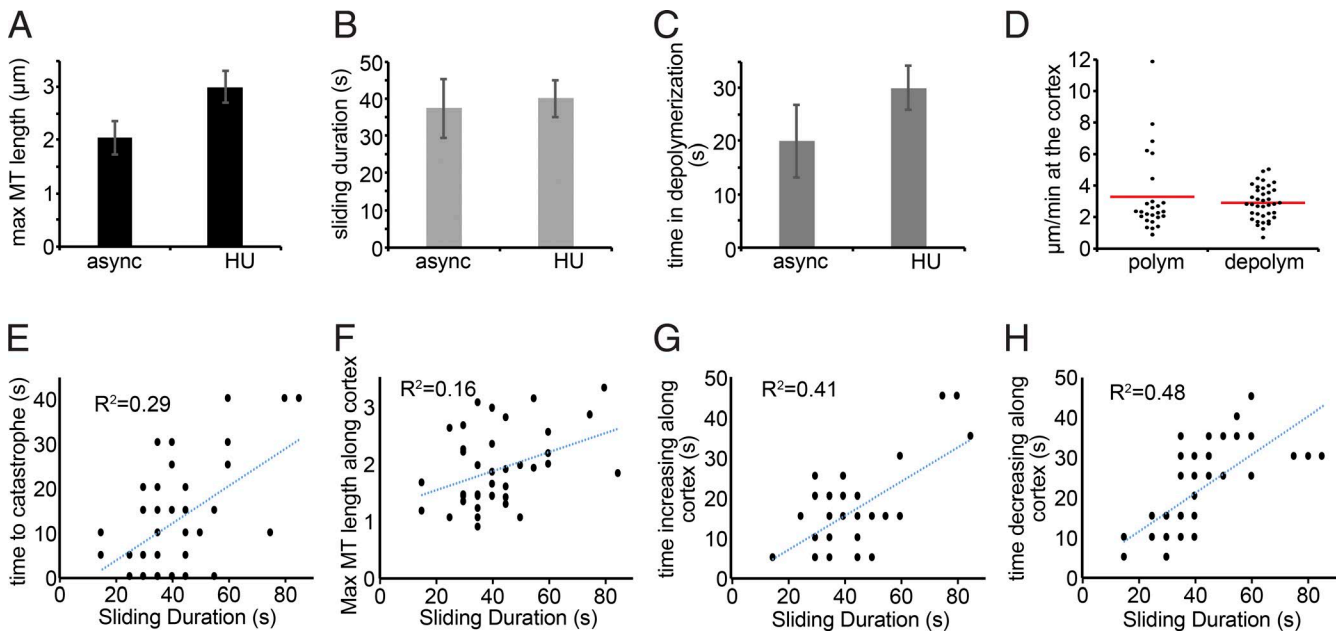 A
max MT length (µm)
3
2
1
0
async
HU
B
sliding duration (s)
50
40
30
20
10
0
async
HU
C
time in depolymerization
(s)
30
20
10
0
async
HU
D
µm/min at the cortex
12
10
8
6
4
2
0
polym
depolym
E
time to catastrophe (s)
R²=0.29
40
30
20
10
0
0 20 40 60 80
Sliding Duration (s)
F
Max MT length along cortex
R²=0.16
3
2
1
0
0 20 40 60 80
Sliding Duration (s)
G
time increasing along
cortex (s)
R²=0.41
50
40
30
20
10
0
0 20 40 60 80
Sliding Duration (s)
H
time decreasing along
cortex (s)
R²=0.48
50
40
30
20
10
0
0 20 40 60 80
Sliding Duration (s)